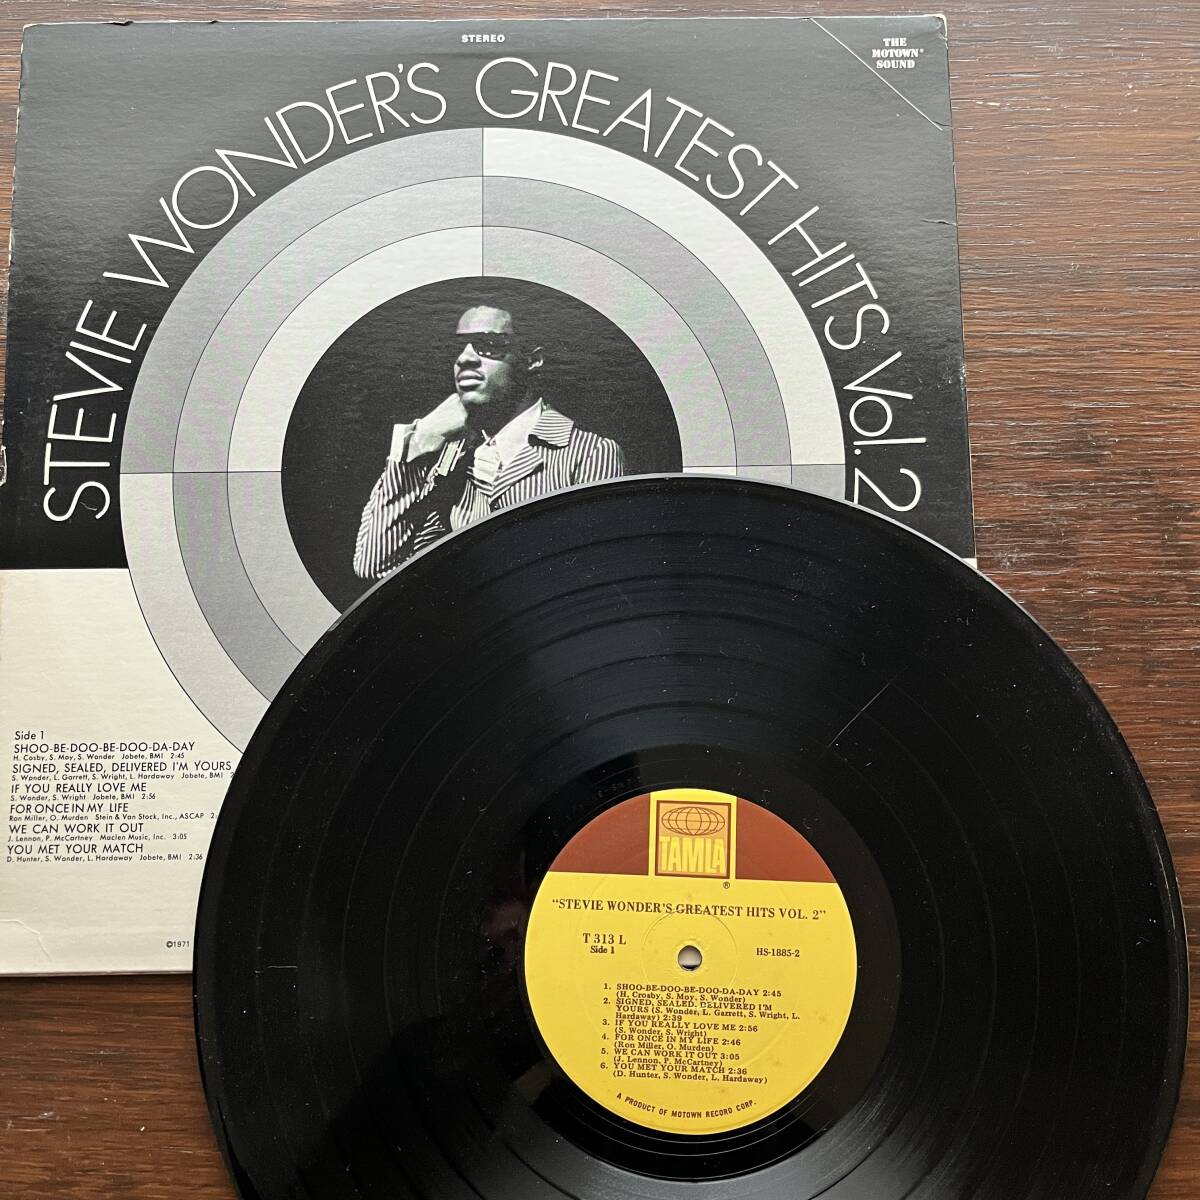 STEREO
THE
MOTOWN®
SOUND
STEVIE WONDER'S GREATEST HITS VOL. 2
Side 1
SHOO-BE-DOO-BE-DOO-DA-DAY
H. Cosby, S. Moy, S. Wonder Jobete, BMI 2:45
SIGNED, SEALED, DELIVERED I'M YOURS
S. Wonder, L. Garrett, S. Wright, L. Hardaway Jobete, BMI 2
IF YOU REALLY LOVE ME
S. Wonder, S. Wright Jobete, BMI 2:56
FOR ONCE IN MY LIFE
Ron Miller, O. Murden Stein & Van Stock, Inc., ASCAP 2:
WE CAN WORK IT OUT
J. Lennon, P. McCartney Maclen Music, Inc. 3:05
YOU MET YOUR MATCH
D. Hunter, S. Wonder, L. Hardaway Jobete, BMI 2:36
©1971
TAMLA
®
"STEVIE WONDER'S GREATEST HITS VOL. 2"
T 313 L
Side 1
HS-1885-2
1. SHOO-BE-DOO-BE-DOO-DA-DAY 2:45
(H. Crosby, S. Moy, S. Wonder)
2. SIGNED, SEALED, DELIVERED I'M
YOURS (S. Wonder, L. Garrett, S. Wright, L.
Hardaway) 2:39
3. IF YOU REALLY LOVE ME 2:56
(S. Wonder, S. Wright)
4. FOR ONCE IN MY LIFE 2:46
(Ron Miller, O. Murden)
5. WE CAN WORK IT OUT 3:05
(J. Lennon, P. McCartney)
6. YOU MET YOUR MATCH 2:36
(D. Hunter, S. Wonder, L. Hardaway)
A PRODUCT OF MOTOWN RECORD CORP.